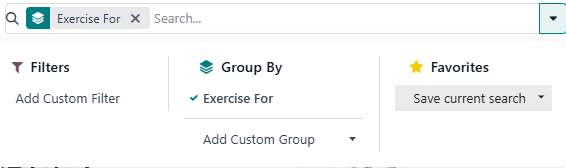 Exercise For Search...
Filters
Add Custom Filter
Group By
Exercise For
Add Custom Group
Favorites
Save current search